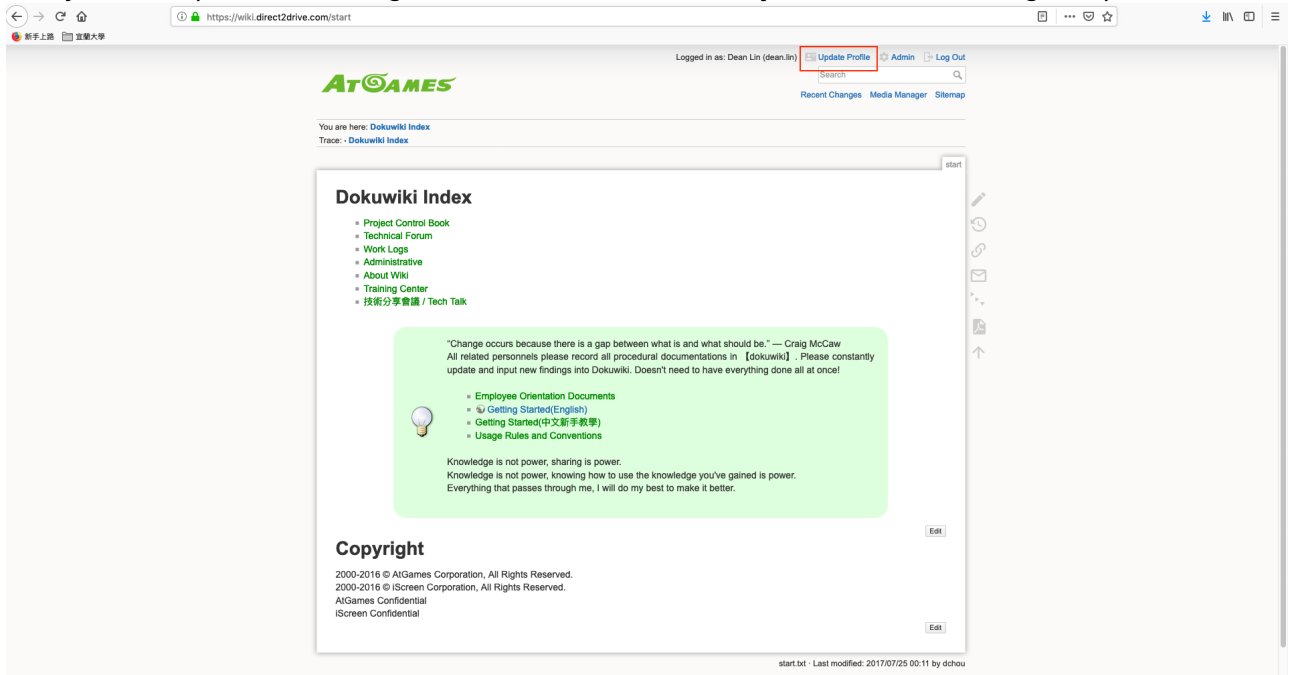 https://wiki.direct2drive.com/start
新手上路 宜蘭大學
Logged in as: Dean Lin (dean.lin) Update Profile Admin Log Out
ATGAMES
Search
Recent Changes Media Manager Sitemap
You are here: Dokuwiki Index
Trace: • Dokuwiki Index
start
Dokuwiki Index
Project Control Book
Technical Forum
Work Logs
Administrative
About Wiki
Training Center
技術分享會議 / Tech Talk
"Change occurs because there is a gap between what is and what should be." — Craig McCaw
All related personnels please record all procedural documentations in 【dokuwiki】. Please constantly
update and input new findings into Dokuwiki. Doesn't need to have everything done all at once!
Employee Orientation Documents
Getting Started(English)
Getting Started(中文新手教學)
Usage Rules and Conventions
Knowledge is not power, sharing is power.
Knowledge is not power, knowing how to use the knowledge you've gained is power.
Everything that passes through me, I will do my best to make it better.
Edit
Copyright
2000-2016 © AtGames Corporation, All Rights Reserved.
2000-2016 © iScreen Corporation, All Rights Reserved.
AtGames Confidential
iScreen Confidential
Edit
start.txt · Last modified: 2017/07/25 00:11 by dchou